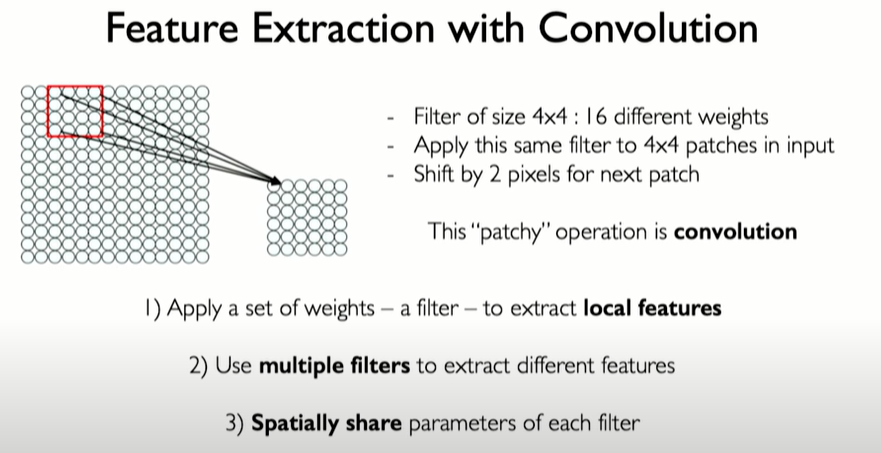 Feature Extraction with Convolution
- Filter of size 4x4 : 16 different weights
- Apply this same filter to 4x4 patches in input
- Shift by 2 pixels for next patch
This "patchy" operation is convolution
1) Apply a set of weights – a filter – to extract local features
2) Use multiple filters to extract different features
3) Spatially share parameters of each filter